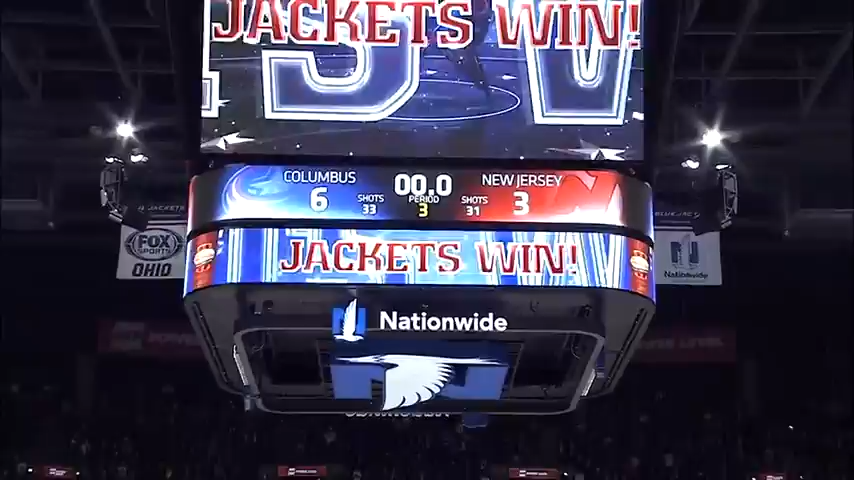 JACKETS WIN!
COLUMBUS 00.0 NEW JERSEY
6 SHOTS 33 PERIOD 3 SHOTS 31 3
JACKETS WIN!
FOX
SPORTS
OHIO
Nationwide
Nationwide